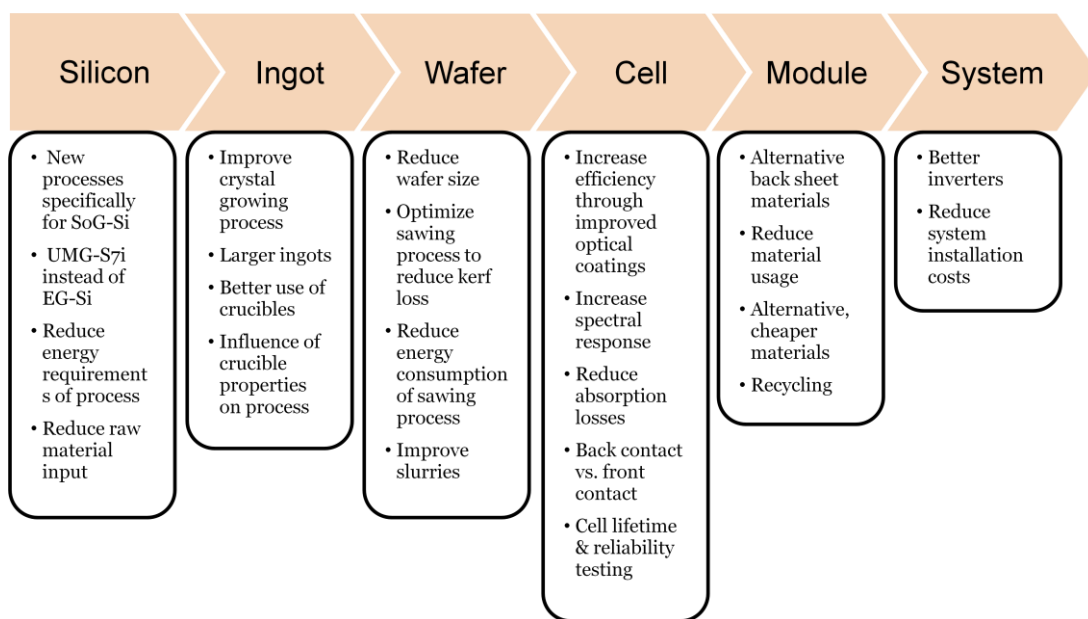 Silicon
Ingot
Wafer
Cell
Module
System
• New
processes
specifically
for SoG-Si
• UMG-S7i
instead of
EG-Si
• Reduce
energy
requirement
s of process
• Reduce raw
material
input
• Improve
crystal
growing
process
• Larger ingots
• Better use of
crucibles
• Influence of
crucible
properties
on process
• Reduce
wafer size
• Optimize
sawing
process to
reduce kerf
loss
• Reduce
energy
consumption
of sawing
process
• Improve
slurries
• Increase
efficiency
through
improved
optical
coatings
• Increase
spectral
response
• Reduce
absorption
losses
• Back contact
vs. front
contact
• Cell lifetime
& reliability
testing
• Alternative
back sheet
materials
• Reduce
material
usage
• Alternative,
cheaper
materials
• Recycling
• Better
inverters
• Reduce
system
installation
costs